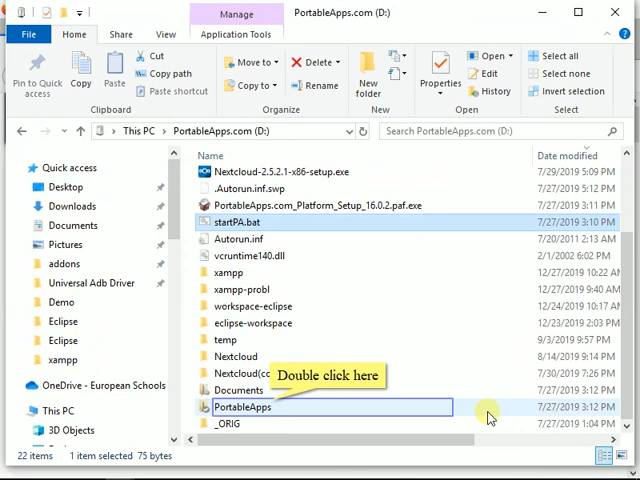 Manage
PortableApps.com (D:)
File
Home
Share
View
Application Tools
Pin to Quick access
Copy
Paste
Cut
Copy path
Paste shortcut
Clipboard
Move to
Copy to
Delete
Rename
Organize
New folder
New
Properties
Open
Edit
History
Open
Select all
Select none
Invert selection
Select
This PC
PortableApps.com (D:)
Search PortableApps.com (D:)
Quick access
Desktop
Downloads
Documents
Pictures
addons
Universal Adb Driver
Demo
Eclipse
Eclipse
xampp
OneDrive - European Schools
This PC
3D Objects
Name
Date modified
Nextcloud-2.5.2.1-x86-setup.exe 7/29/2019 5:09 PM
.Autorun.inf.swp 7/27/2019 5:12 PM
PortableApps.com_Platform_Setup_16.0.2.paf.exe 7/27/2019 3:11 PM
startPA.bat 7/27/2019 3:10 PM
Autorun.inf 7/20/2011 2:13 AM
vcruntime140.dll 2/1/2002 6:02 PM
xampp 12/27/2019 10:22 A
xampp-probl 12/27/2019 9:40 AM
workspace-eclipse 12/24/2019 10:17 A
eclipse-workspace 12/23/2019 2:03 PM
temp 9/3/2019 9:57 PM
Nextcloud 8/14/2019 9:14 PM
Nextcloud(co 7/30/2019 7:26 PM
Double click here
Documents 7/27/2019 3:12 PM
PortableApps 7/27/2019 3:12 PM
_ORIG 7/27/2019 1:04 PM
22 items
1 item selected 75 bytes